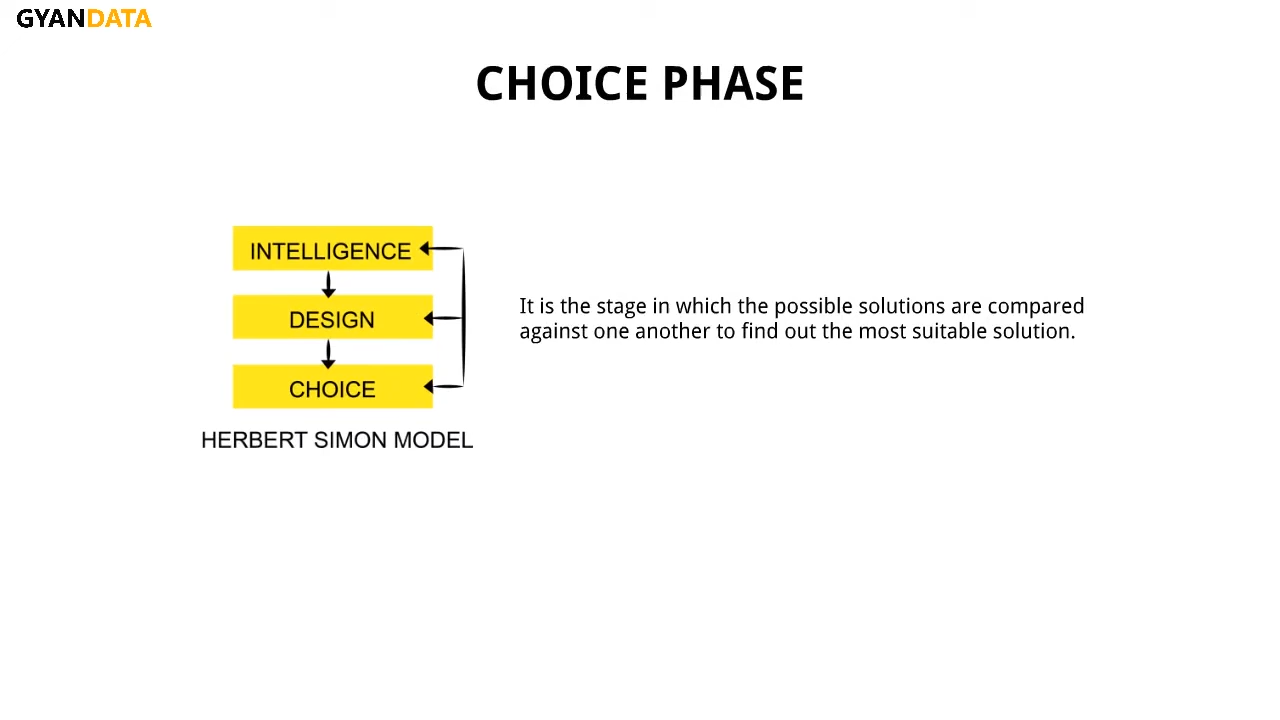 GYANDATA
CHOICE PHASE
INTELLIGENCE
DESIGN
CHOICE
HERBERT SIMON MODEL
It is the stage in which the possible solutions are compared
against one another to find out the most suitable solution.